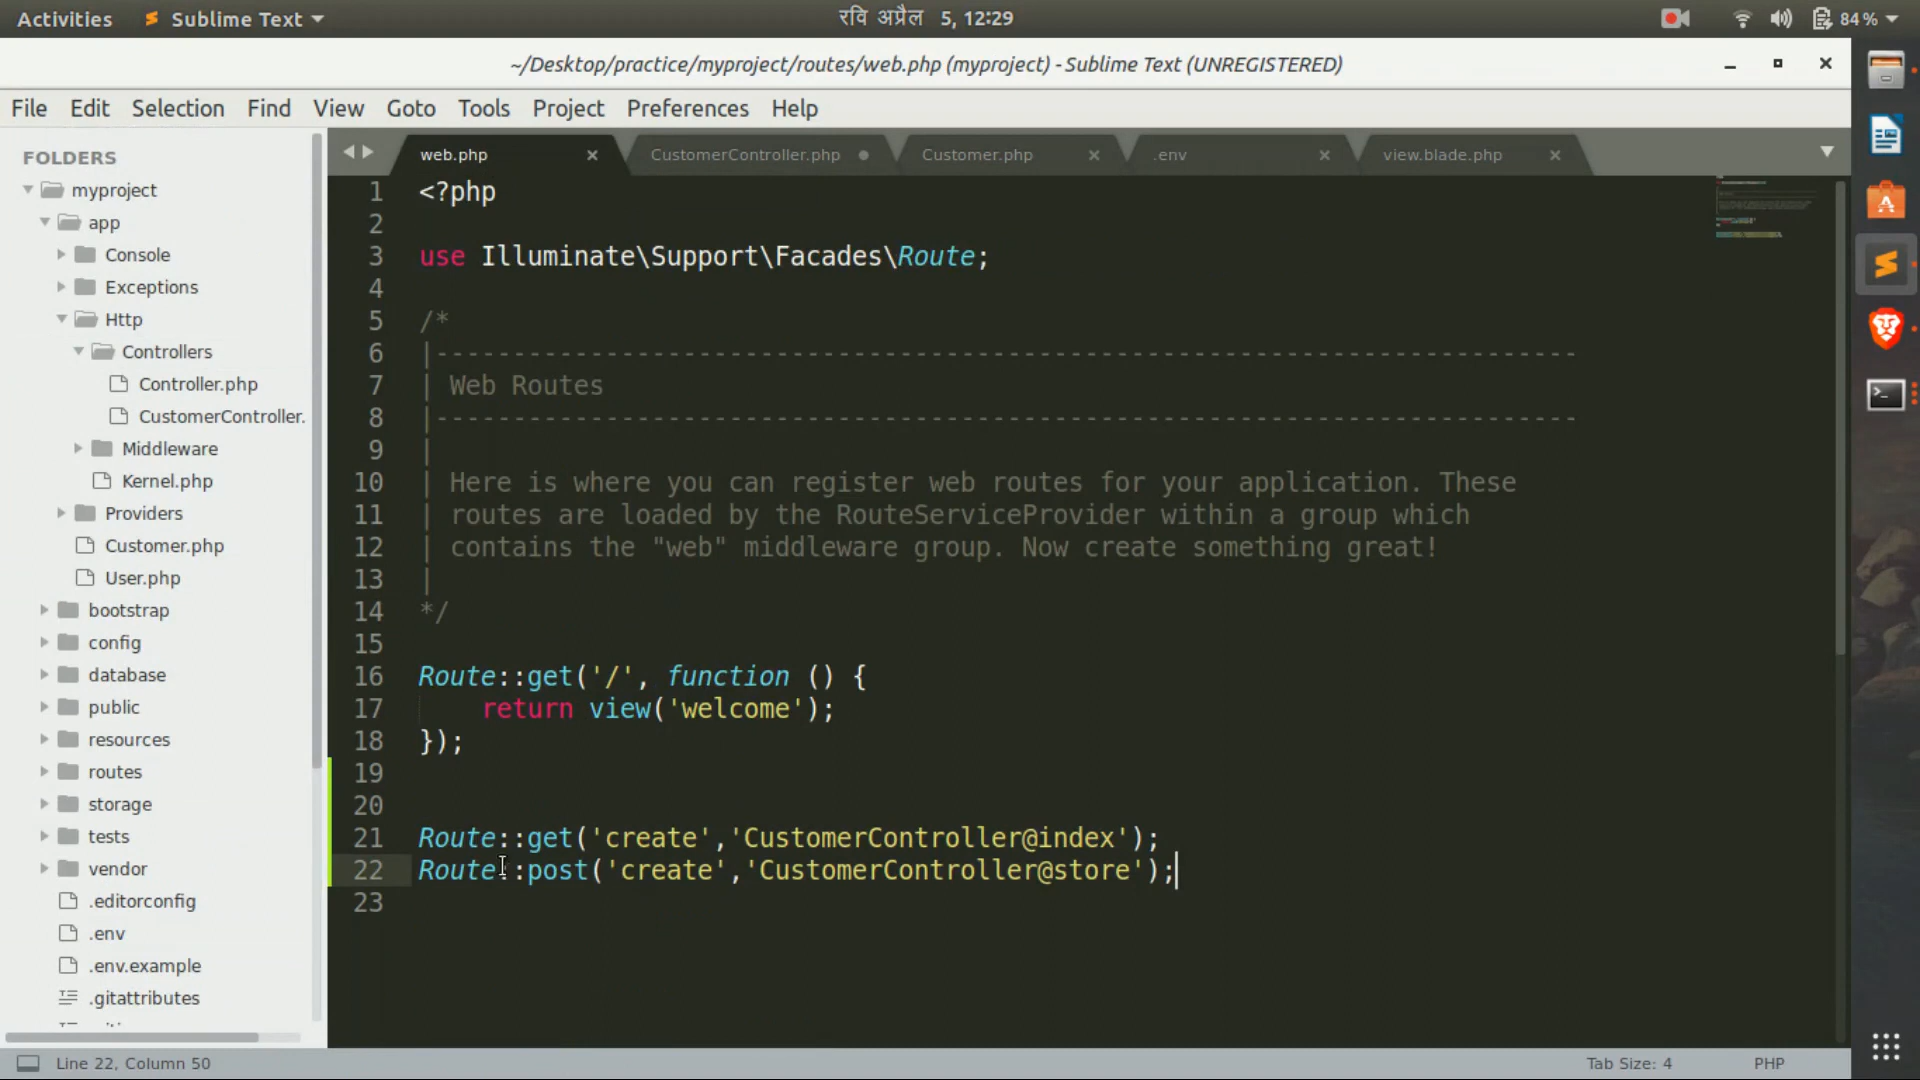 Activities
Sublime Text
रवि अप्रैल 5, 12:29
84 %
~/Desktop/practice/myproject/routes/web.php (myproject) - Sublime Text (UNREGISTERED)
File Edit Selection Find View Goto Tools Project Preferences Help
FOLDERS
myproject
app
Console
Exceptions
Http
Controllers
Controller.php
CustomerController.
Middleware
Kernel.php
Providers
Customer.php
User.php
bootstrap
config
database
public
resources
routes
storage
tests
vendor
.editorconfig
.env
.env.example
.gitattributes
web.php CustomerController.php Customer.php .env view.blade.php
1 <?php
2
3 use Illuminate\Support\Facades\Route;
4
5 /*
6 |--------------------------------------------------------------------------
7 | Web Routes
8 |--------------------------------------------------------------------------
9 |
10 | Here is where you can register web routes for your application. These
11 | routes are loaded by the RouteServiceProvider within a group which
12 | contains the "web" middleware group. Now create something great!
13 |
14 */
15
16 Route::get('/', function () {
17     return view('welcome');
18 });
19
20
21 Route::get('create','CustomerController@index');
22 Route::post('create','CustomerController@store');
23
Line 22, Column 50
Tab Size: 4
PHP